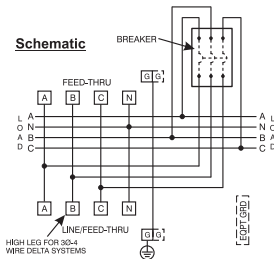 Schematic
BREAKER
FEED-THRU
G G
A B C N
L O A D
A
N
B
C
A
N
B
C
L O A D
A B C N
LINE/FEED-THRU
G G
EQPT GRD
HIGH LEG FOR 3Ø-4
WIRE DELTA SYSTEMS